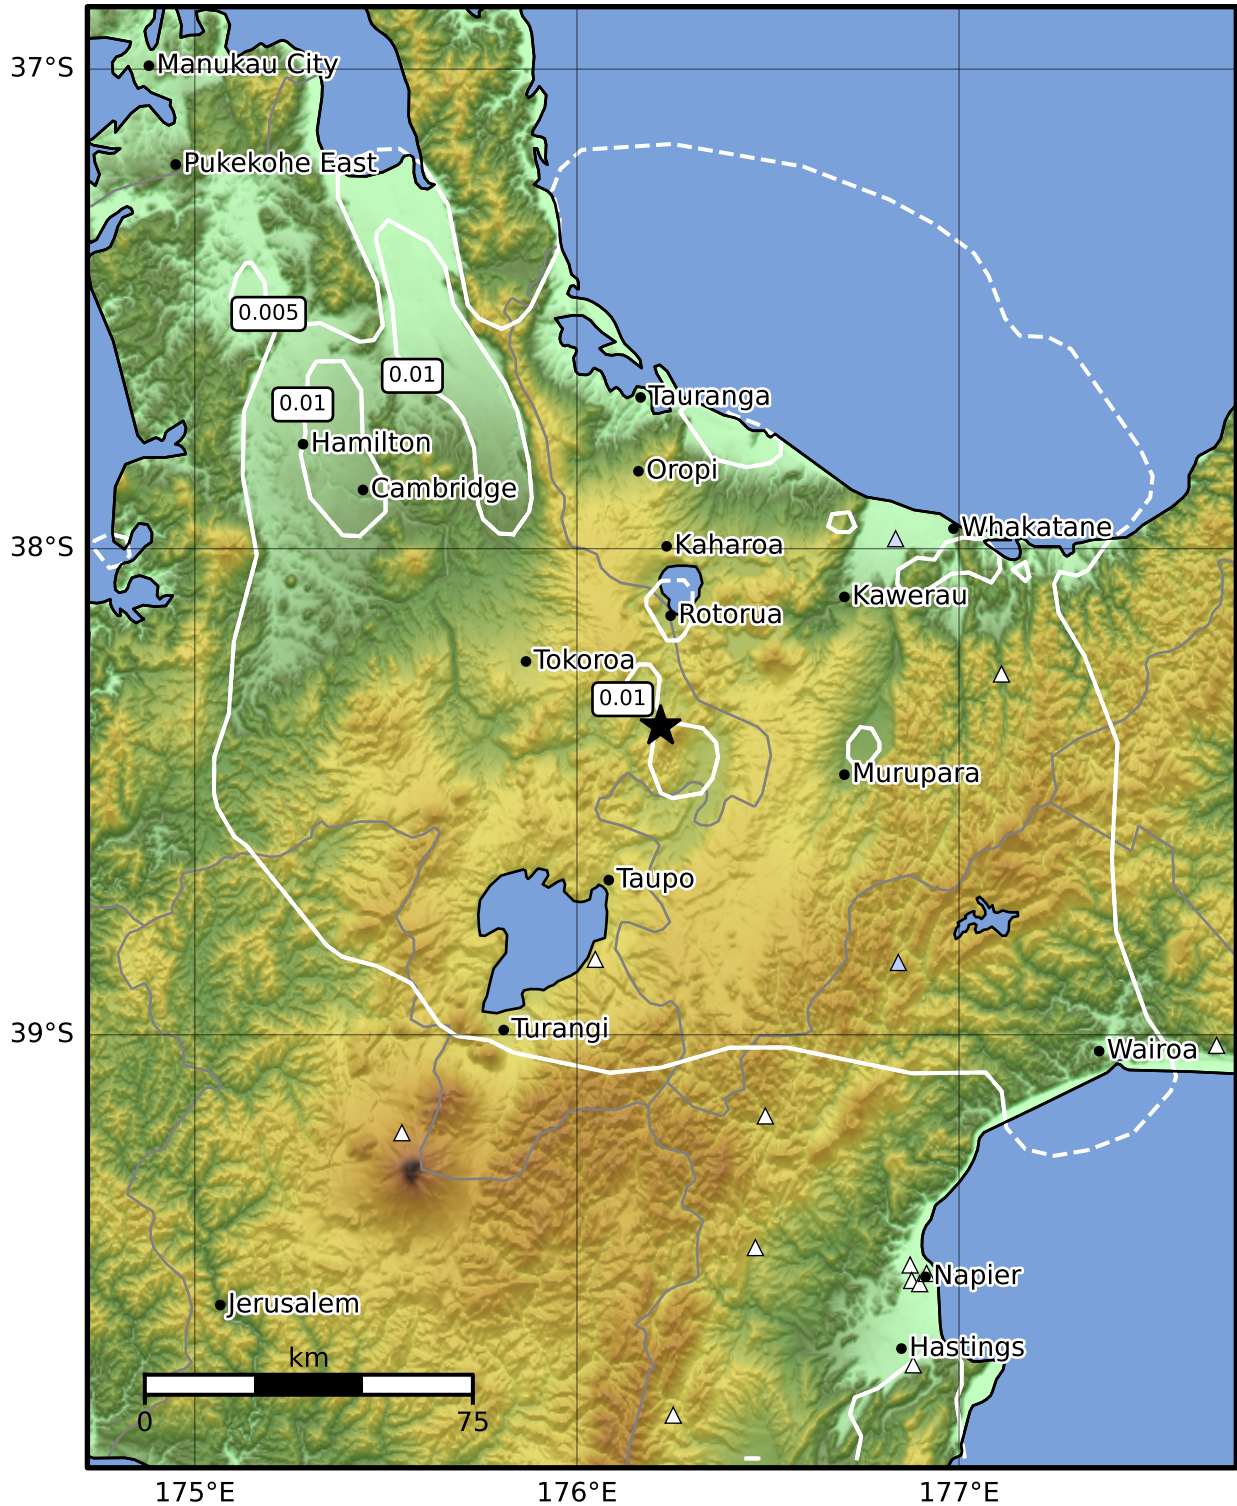 37°S
Manukau City
Pukekohe East
0.005
0.01
0.01
Tauranga
Hamilton
Oropi
Cambridge
Whakatane
38°S
Kaharoa
Kawerau
Rotorua
Tokoroa
0.01
Murupara
Taupo
Turangi
39°S
Wairoa
Napier
Jerusalem
Hastings
km
0
75
175°E
176°E
177°E